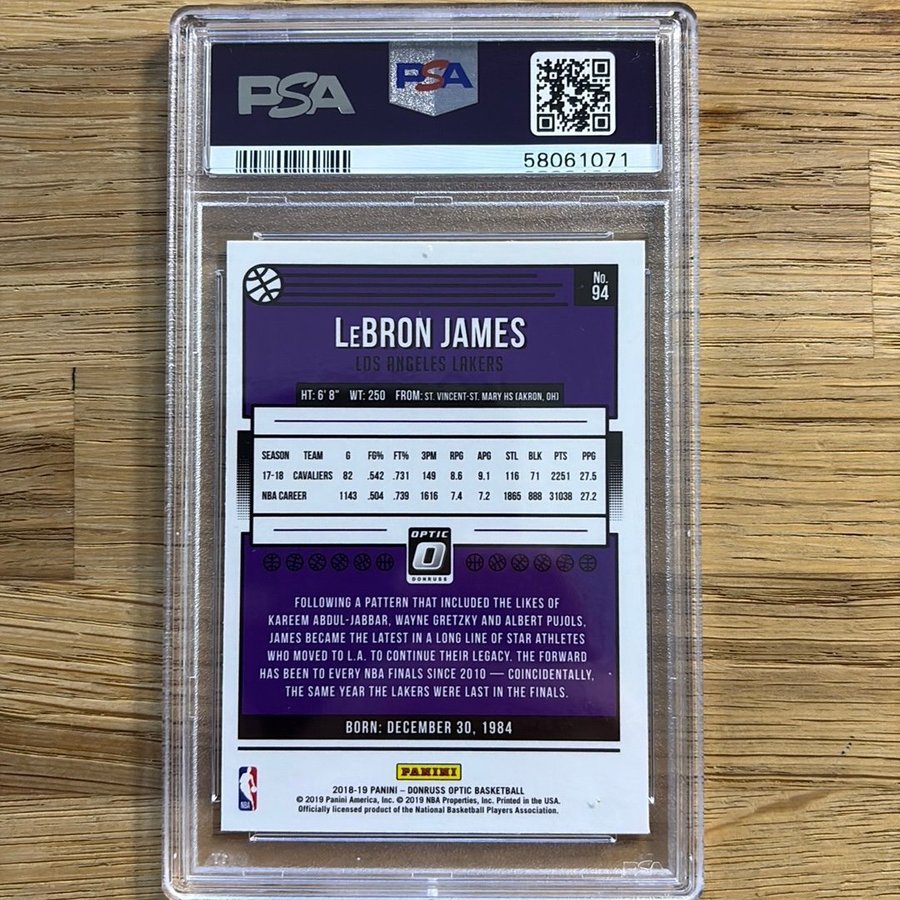 PSA
PSA
58061071
No.
94
LeBRON JAMES
LOS ANGELES LAKERS
HT: 6' 8" WT: 250 FROM: ST. VINCENT-ST. MARY HS (AKRON, OH)
SEASON TEAM G FG% FT% 3PM RPG APG STL BLK PTS PPG
17-18 CAVALIERS 82 .542 .731 149 8.6 9.1 116 71 2251 27.5
NBA CAREER 1143 .504 .739 1616 7.4 7.2 1865 888 31038 27.2
OPTIC
O
DONRUSS
FOLLOWING A PATTERN THAT INCLUDED THE LIKES OF
KAREEM ABDUL-JABBAR, WAYNE GRETZKY AND ALBERT PUJOLS,
JAMES BECAME THE LATEST IN A LONG LINE OF STAR ATHLETES
WHO MOVED TO L.A. TO CONTINUE THEIR LEGACY. THE FORWARD
HAS BEEN TO EVERY NBA FINALS SINCE 2010 — COINCIDENTALLY,
THE SAME YEAR THE LAKERS WERE LAST IN THE FINALS.
BORN: DECEMBER 30, 1984
PANINI
NBA
2018-19 PANINI – DONRUSS OPTIC BASKETBALL
© 2019 Panini America, Inc. © 2019 NBA Properties, Inc. Printed in the USA.
Officially licensed product of the National Basketball Players Association.
PSA